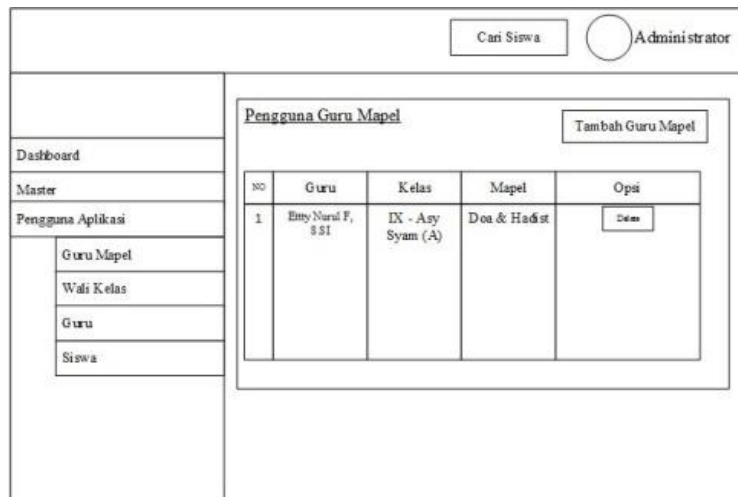 Cari Siswa
Administrator
Pengguna Guru Mapel
Tambah Guru Mapel
Dashboard
Master
Pengguna Aplikasi
Guru Mapel
Wali Kelas
Guru
Siswa
NO Guru Kelas Mapel Opsi
1 Nurul F, IX - Asy Doa & Hadist Delete
S.SI Syam (A)